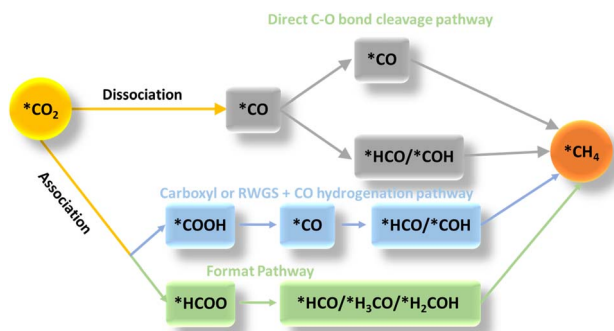 Direct C-O bond cleavage pathway
*CO
Dissociation
*CO₂
*CO
*HCO/*COH
*CH₄
Association
Carboxyl or RWGS + CO hydrogenation pathway
*COOH
*CO
*HCO/*COH
Format Pathway
*HCOO
*HCO/*H₃CO/*H₂COH